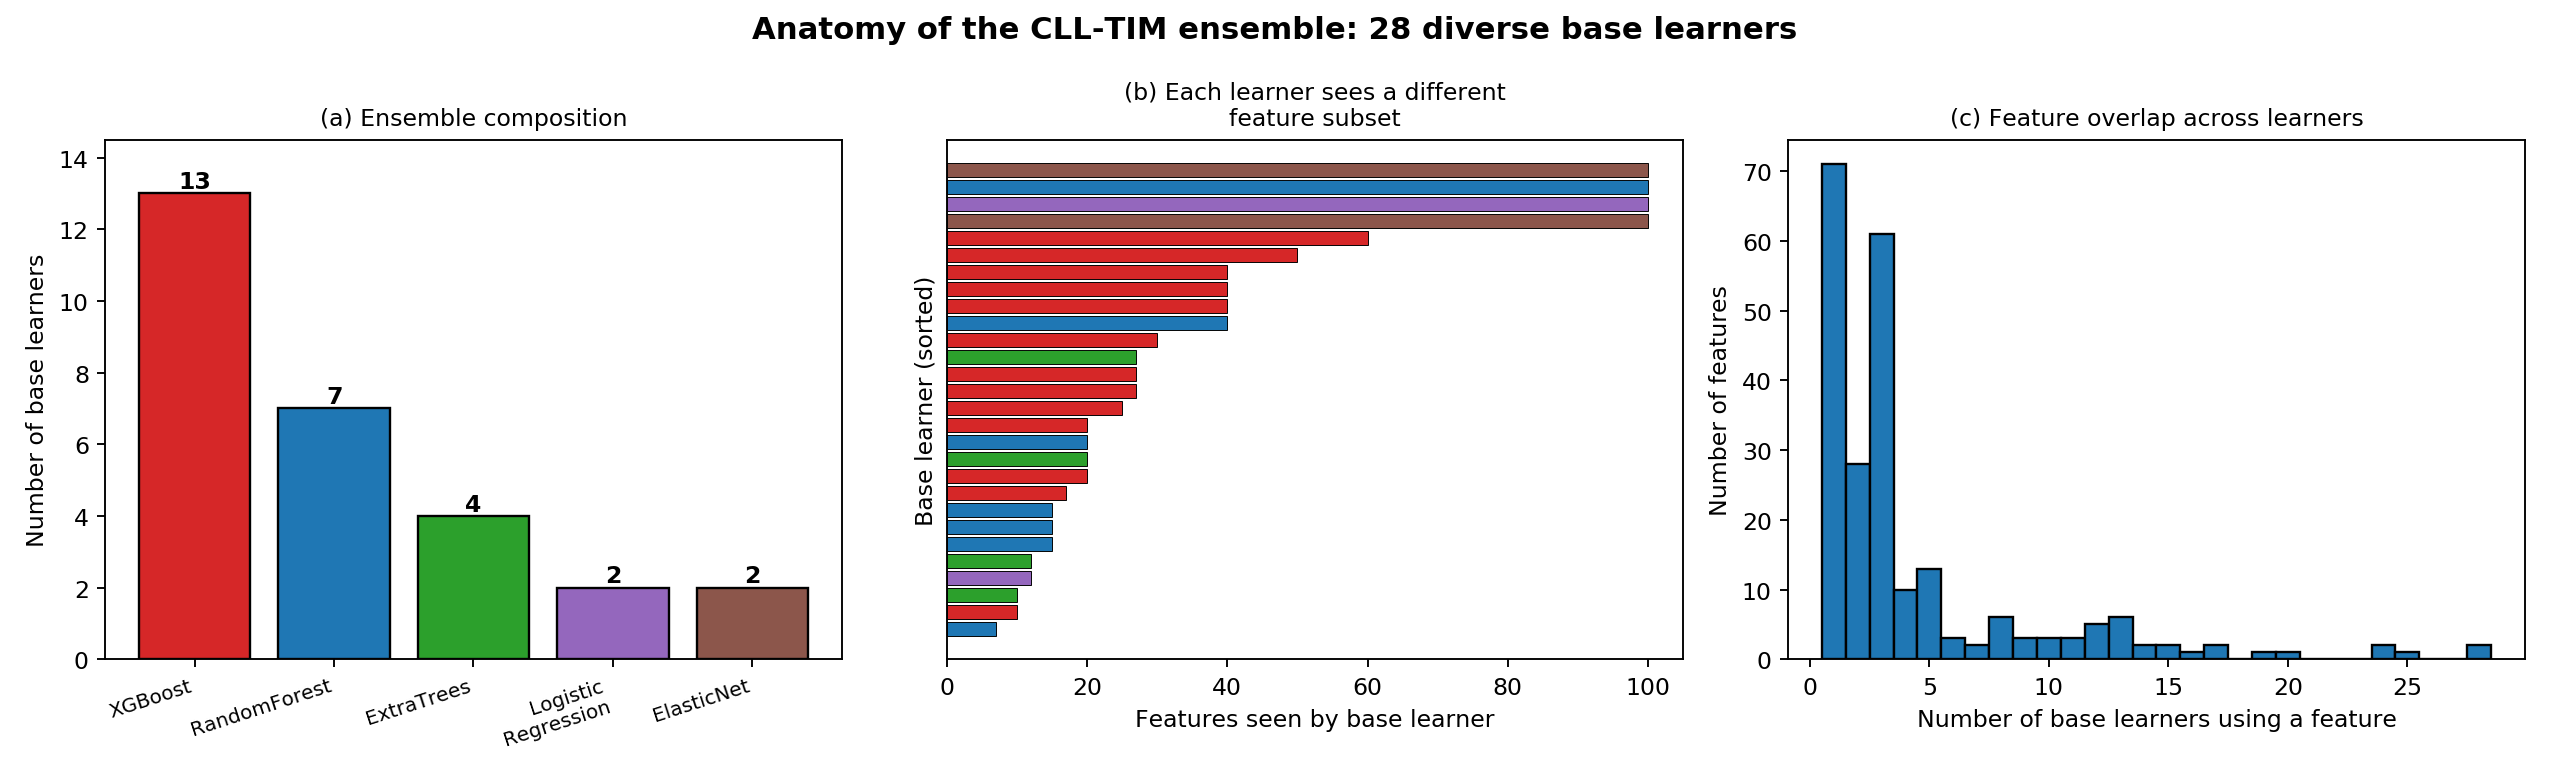 Anatomy of the CLL-TIM ensemble: 28 diverse base learners
(a) Ensemble composition
Number of base learners
14
12
10
8
6
4
2
0
13
7
4
2
2
XGBoost
RandomForest
ExtraTrees
Logistic
Regression
ElasticNet
(b) Each learner sees a different
feature subset
Base learner (sorted)
0
20
40
60
80
100
Features seen by base learner
(c) Feature overlap across learners
Number of features
70
60
50
40
30
20
10
0
0
5
10
15
20
25
Number of base learners using a feature